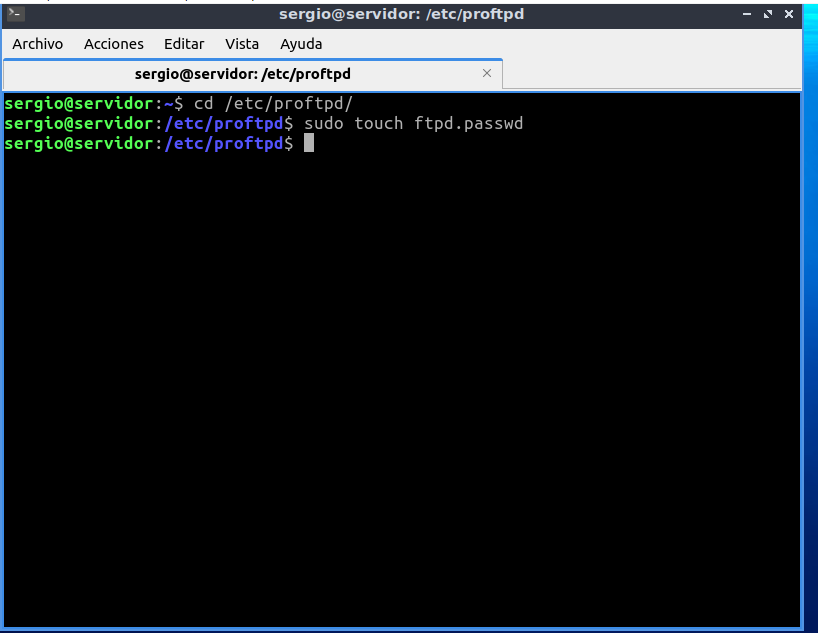 sergio@servidor: /etc/proftpd
Archivo Acciones Editar Vista Ayuda
sergio@servidor: /etc/proftpd
sergio@servidor:~$ cd /etc/proftpd/
sergio@servidor:/etc/proftpd$ sudo touch ftpd.passwd
sergio@servidor:/etc/proftpd$